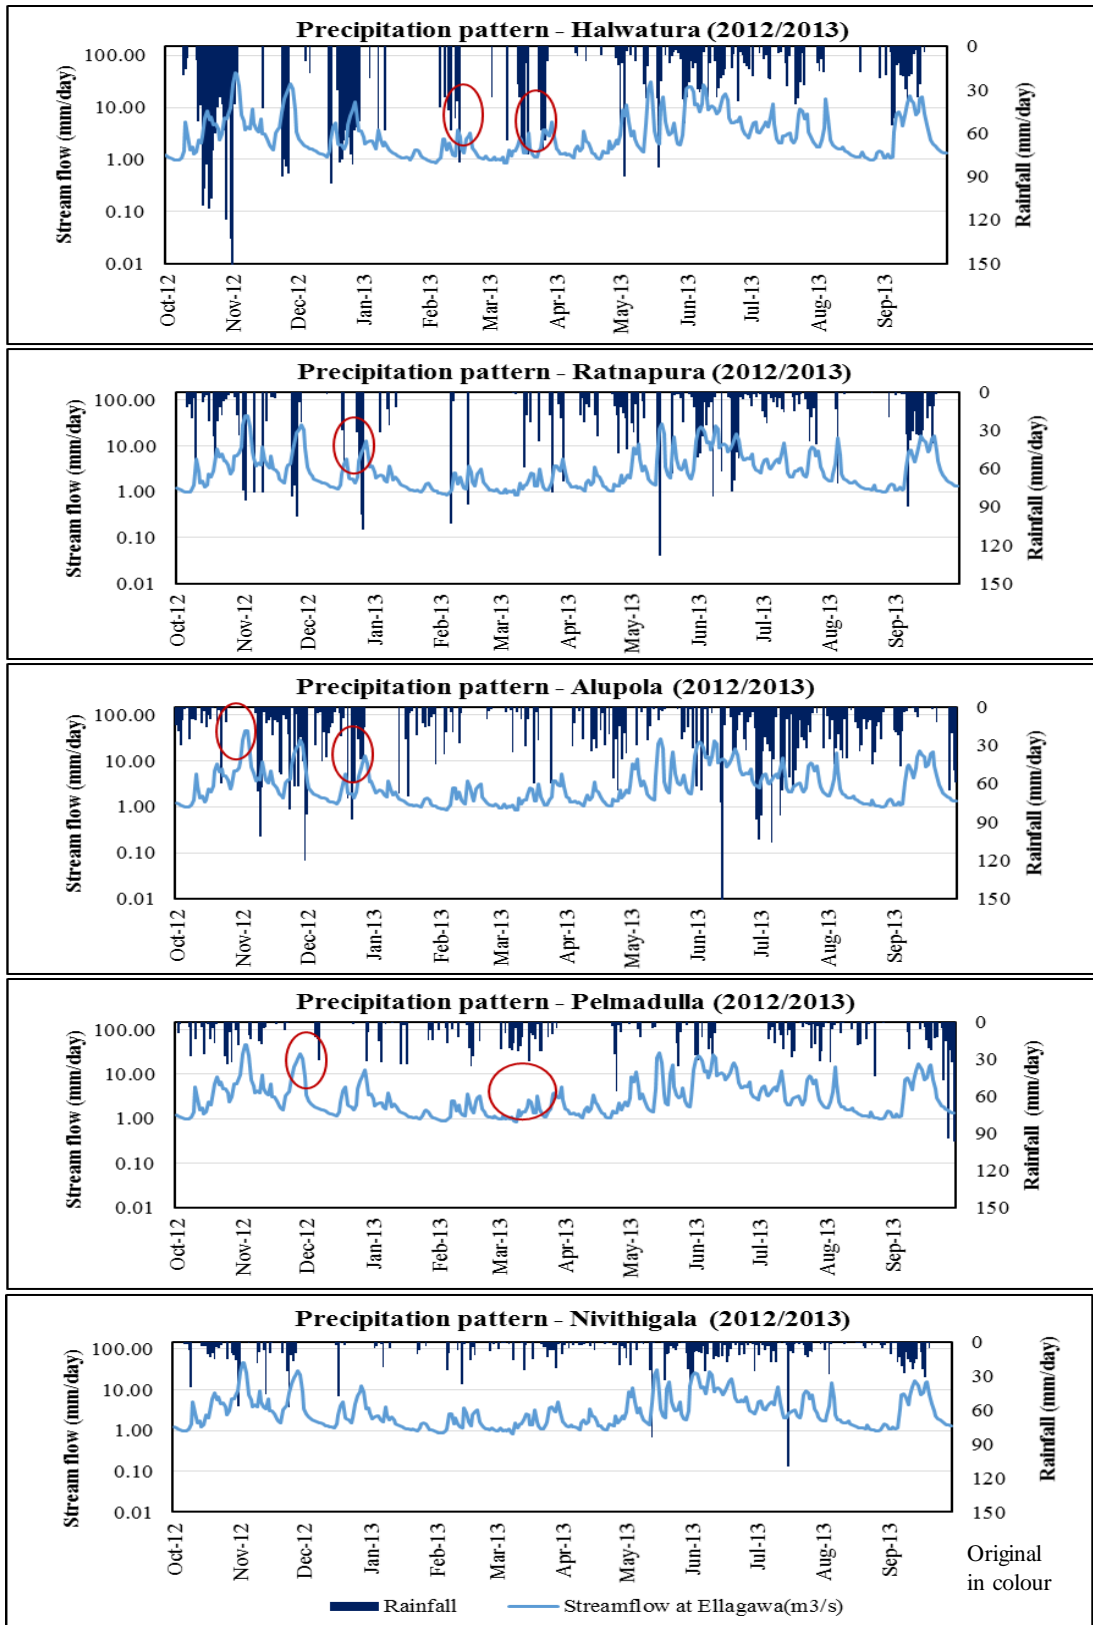 Precipitation pattern - Halwatura (2012/2013)
Stream flow (mm/day)
100.00
10.00
1.00
0.10
0.01
0
30
60
90
120
150
Rainfall (mm/day)
Oct-12
Nov-12
Dec-12
Jan-13
Feb-13
Mar-13
Apr-13
May-13
Jun-13
Jul-13
Aug-13
Sep-13
Precipitation pattern - Ratnapura (2012/2013)
Stream flow (mm/day)
100.00
10.00
1.00
0.10
0.01
0
30
60
90
120
150
Rainfall (mm/day)
Oct-12
Nov-12
Dec-12
Jan-13
Feb-13
Mar-13
Apr-13
May-13
Jun-13
Jul-13
Aug-13
Sep-13
Precipitation pattern - Alupola (2012/2013)
Stream flow (mm/day)
100.00
10.00
1.00
0.10
0.01
0
30
60
90
120
150
Rainfall (mm/day)
Oct-12
Nov-12
Dec-12
Jan-13
Feb-13
Mar-13
Apr-13
May-13
Jun-13
Jul-13
Aug-13
Sep-13
Precipitation pattern - Pelmadulla (2012/2013)
Stream flow (mm/day)
100.00
10.00
1.00
0.10
0.01
0
30
60
90
120
150
Rainfall (mm/day)
Oct-12
Nov-12
Dec-12
Jan-13
Feb-13
Mar-13
Apr-13
May-13
Jun-13
Jul-13
Aug-13
Sep-13
Precipitation pattern - Nivithigala (2012/2013)
Stream flow (mm/day)
100.00
10.00
1.00
0.10
0.01
0
30
60
90
120
150
Rainfall (mm/day)
Oct-12
Nov-12
Dec-12
Jan-13
Feb-13
Mar-13
Apr-13
May-13
Jun-13
Jul-13
Aug-13
Sep-13
Original
in colour
Rainfall
Streamflow at Ellagawa(m3/s)